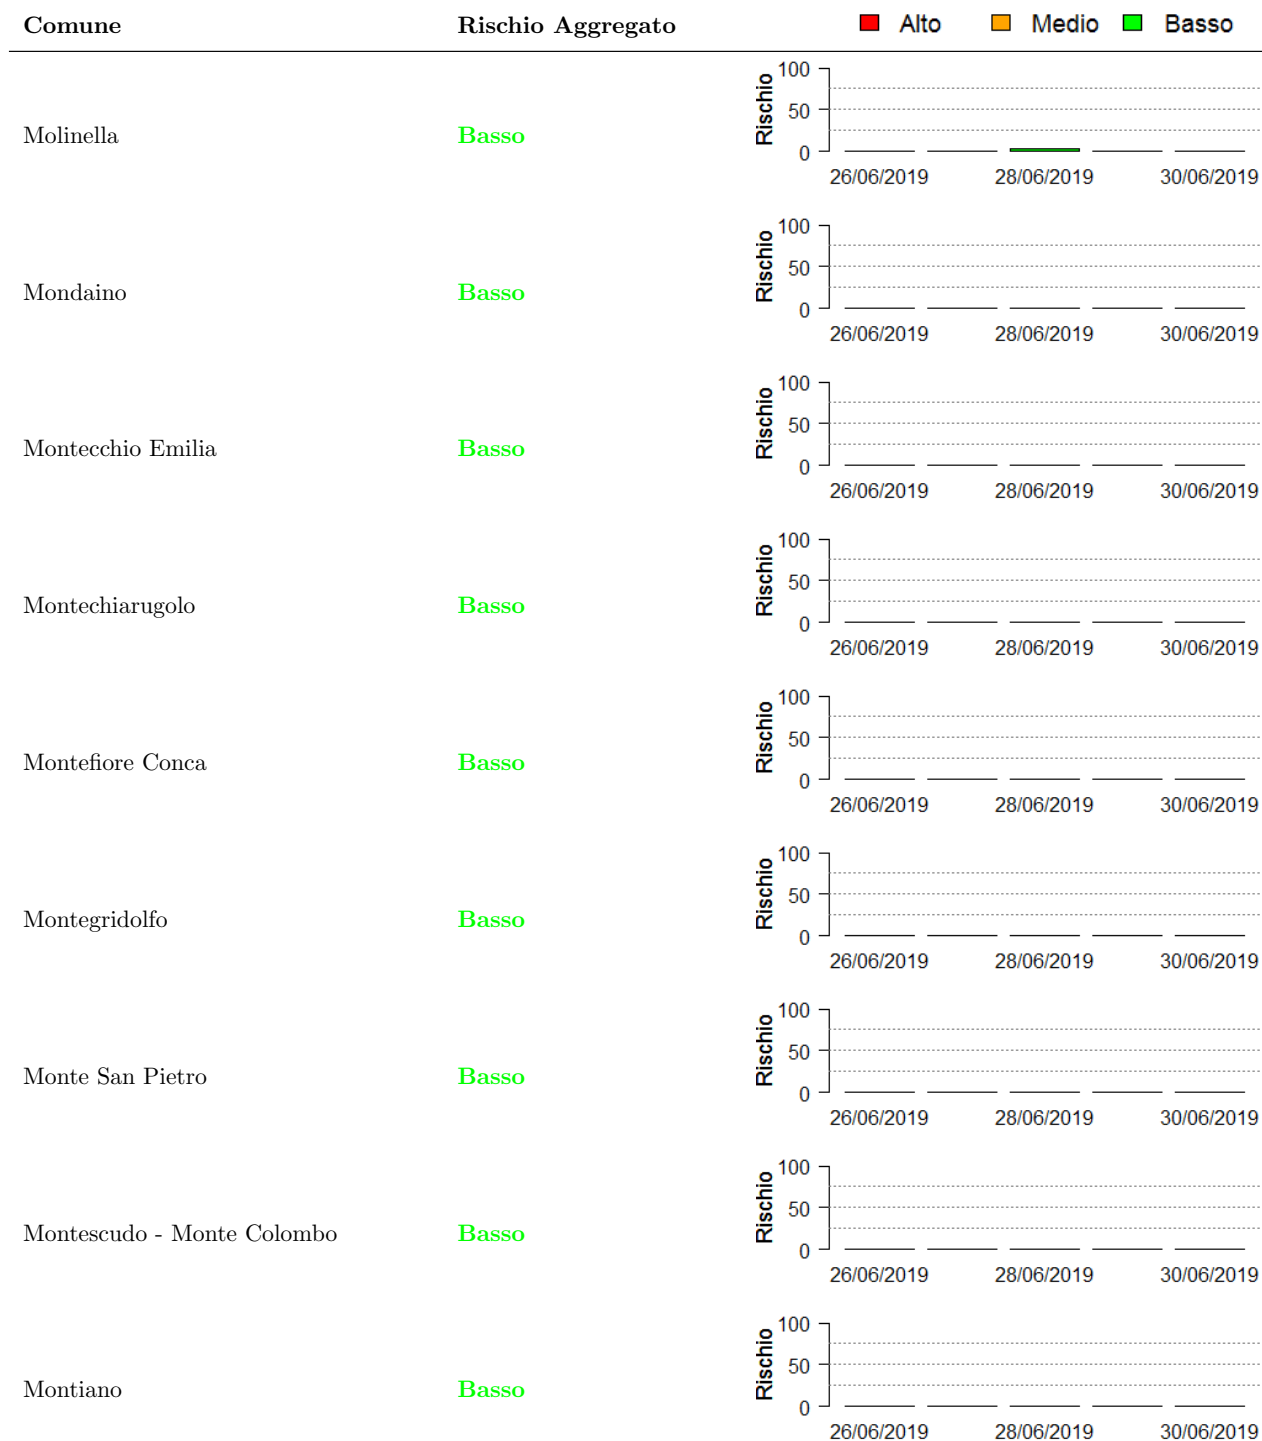 Comune Rischio Aggregato Alto Medio Basso
100
50
0
Rischio
Molinella Basso
26/06/2019 28/06/2019 30/06/2019
100
50
0
Rischio
Mondaino Basso
26/06/2019 28/06/2019 30/06/2019
100
50
0
Rischio
Montecchio Emilia Basso
26/06/2019 28/06/2019 30/06/2019
100
50
0
Rischio
Montechiarugolo Basso
26/06/2019 28/06/2019 30/06/2019
100
50
0
Rischio
Montefiore Conca Basso
26/06/2019 28/06/2019 30/06/2019
100
50
0
Rischio
Montegridolfo Basso
26/06/2019 28/06/2019 30/06/2019
100
50
0
Rischio
Monte San Pietro Basso
26/06/2019 28/06/2019 30/06/2019
100
50
0
Rischio
Montescudo - Monte Colombo Basso
26/06/2019 28/06/2019 30/06/2019
100
50
0
Rischio
Montiano Basso
26/06/2019 28/06/2019 30/06/2019